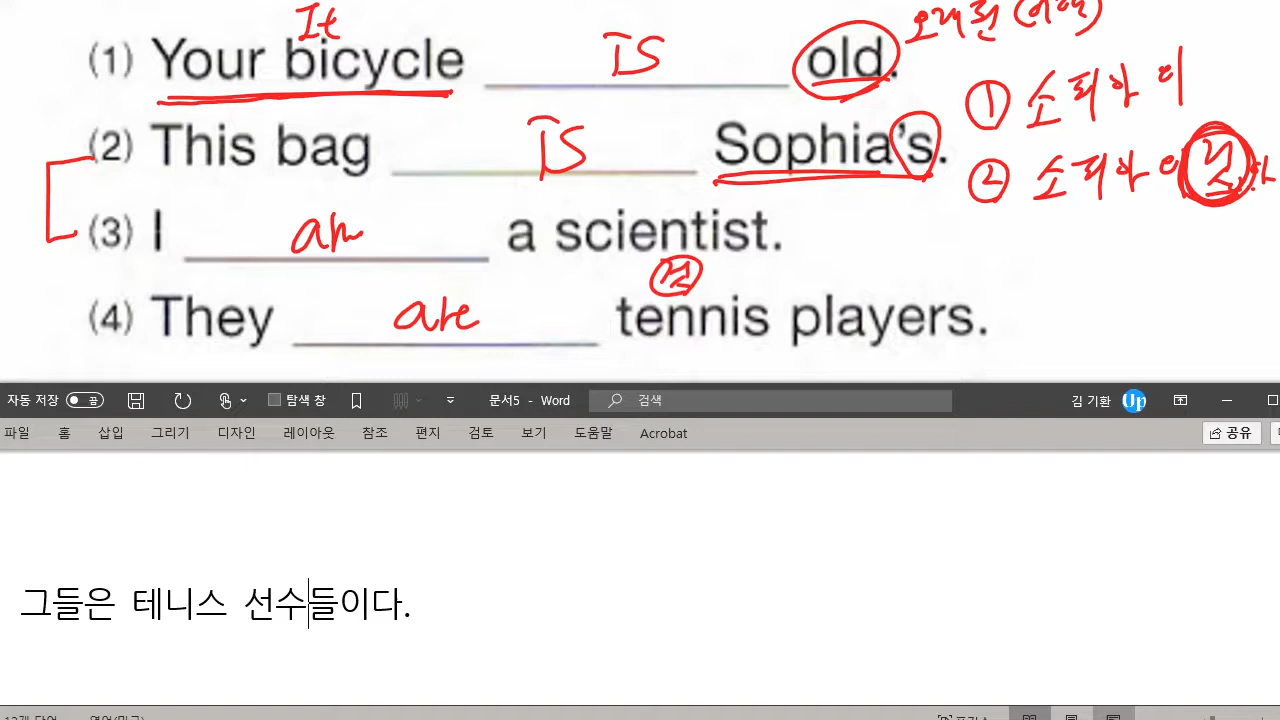 It
오래된
(1) Your bicycle is old.
(2) This bag is Sophia's.
① 소피아의
② 소피아의 것
(3) I am a scientist.
(4) They are tennis players.
자동 저장 문서5 - Word 검색 김 기환 Up
탐색 창
파일 홈 삽입 그리기 디자인 레이아웃 참조 편지 검토 보기 도움말 Acrobat 공유
그들은 테니스 선수들이다.